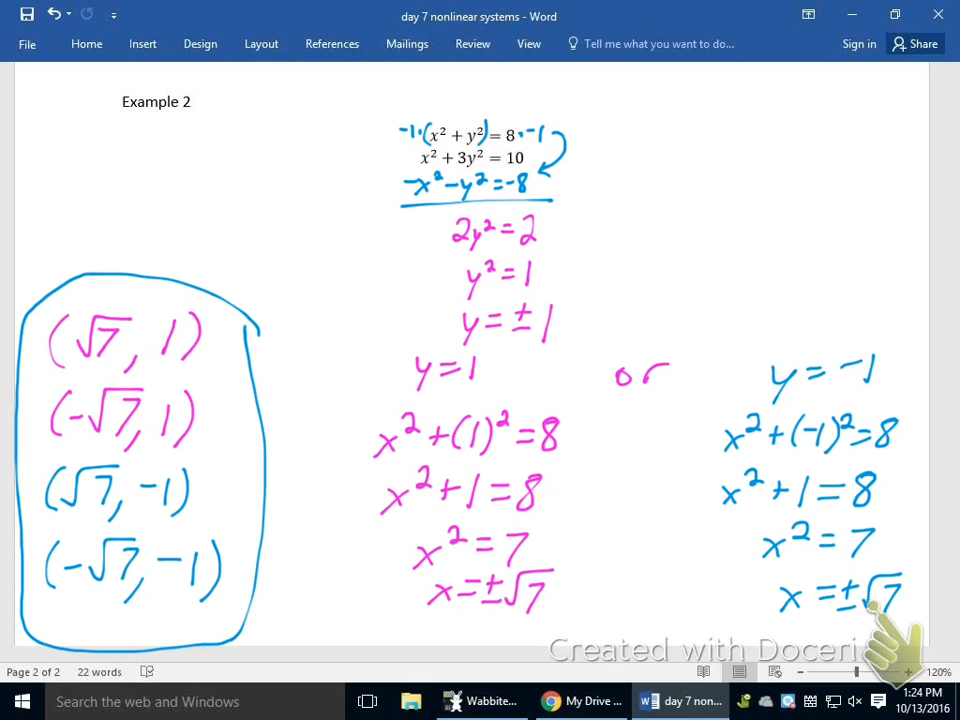 day 7 nonlinear systems - Word
File Home Insert Design Layout References Mailings Review View Tell me what you want to do... Sign in Share
Example 2
-1·(x² + y²) = 8·-1
x² + 3y² = 10
-x² - y² = -8
2y² = 2
y² = 1
y = ±1
y = 1 or y = -1
x² + (1)² = 8
x² + 1 = 8
x² = 7
x = ±√7
x² + (-1)² = 8
x² + 1 = 8
x² = 7
x = ±√7
(√7, 1)
(-√7, 1)
(√7, -1)
(-√7, -1)
Created with Doceri
Page 2 of 2 22 words 120%
Search the web and Windows
Wabbite...
My Drive ...
day 7 nonl...
1:24 PM
10/13/2016